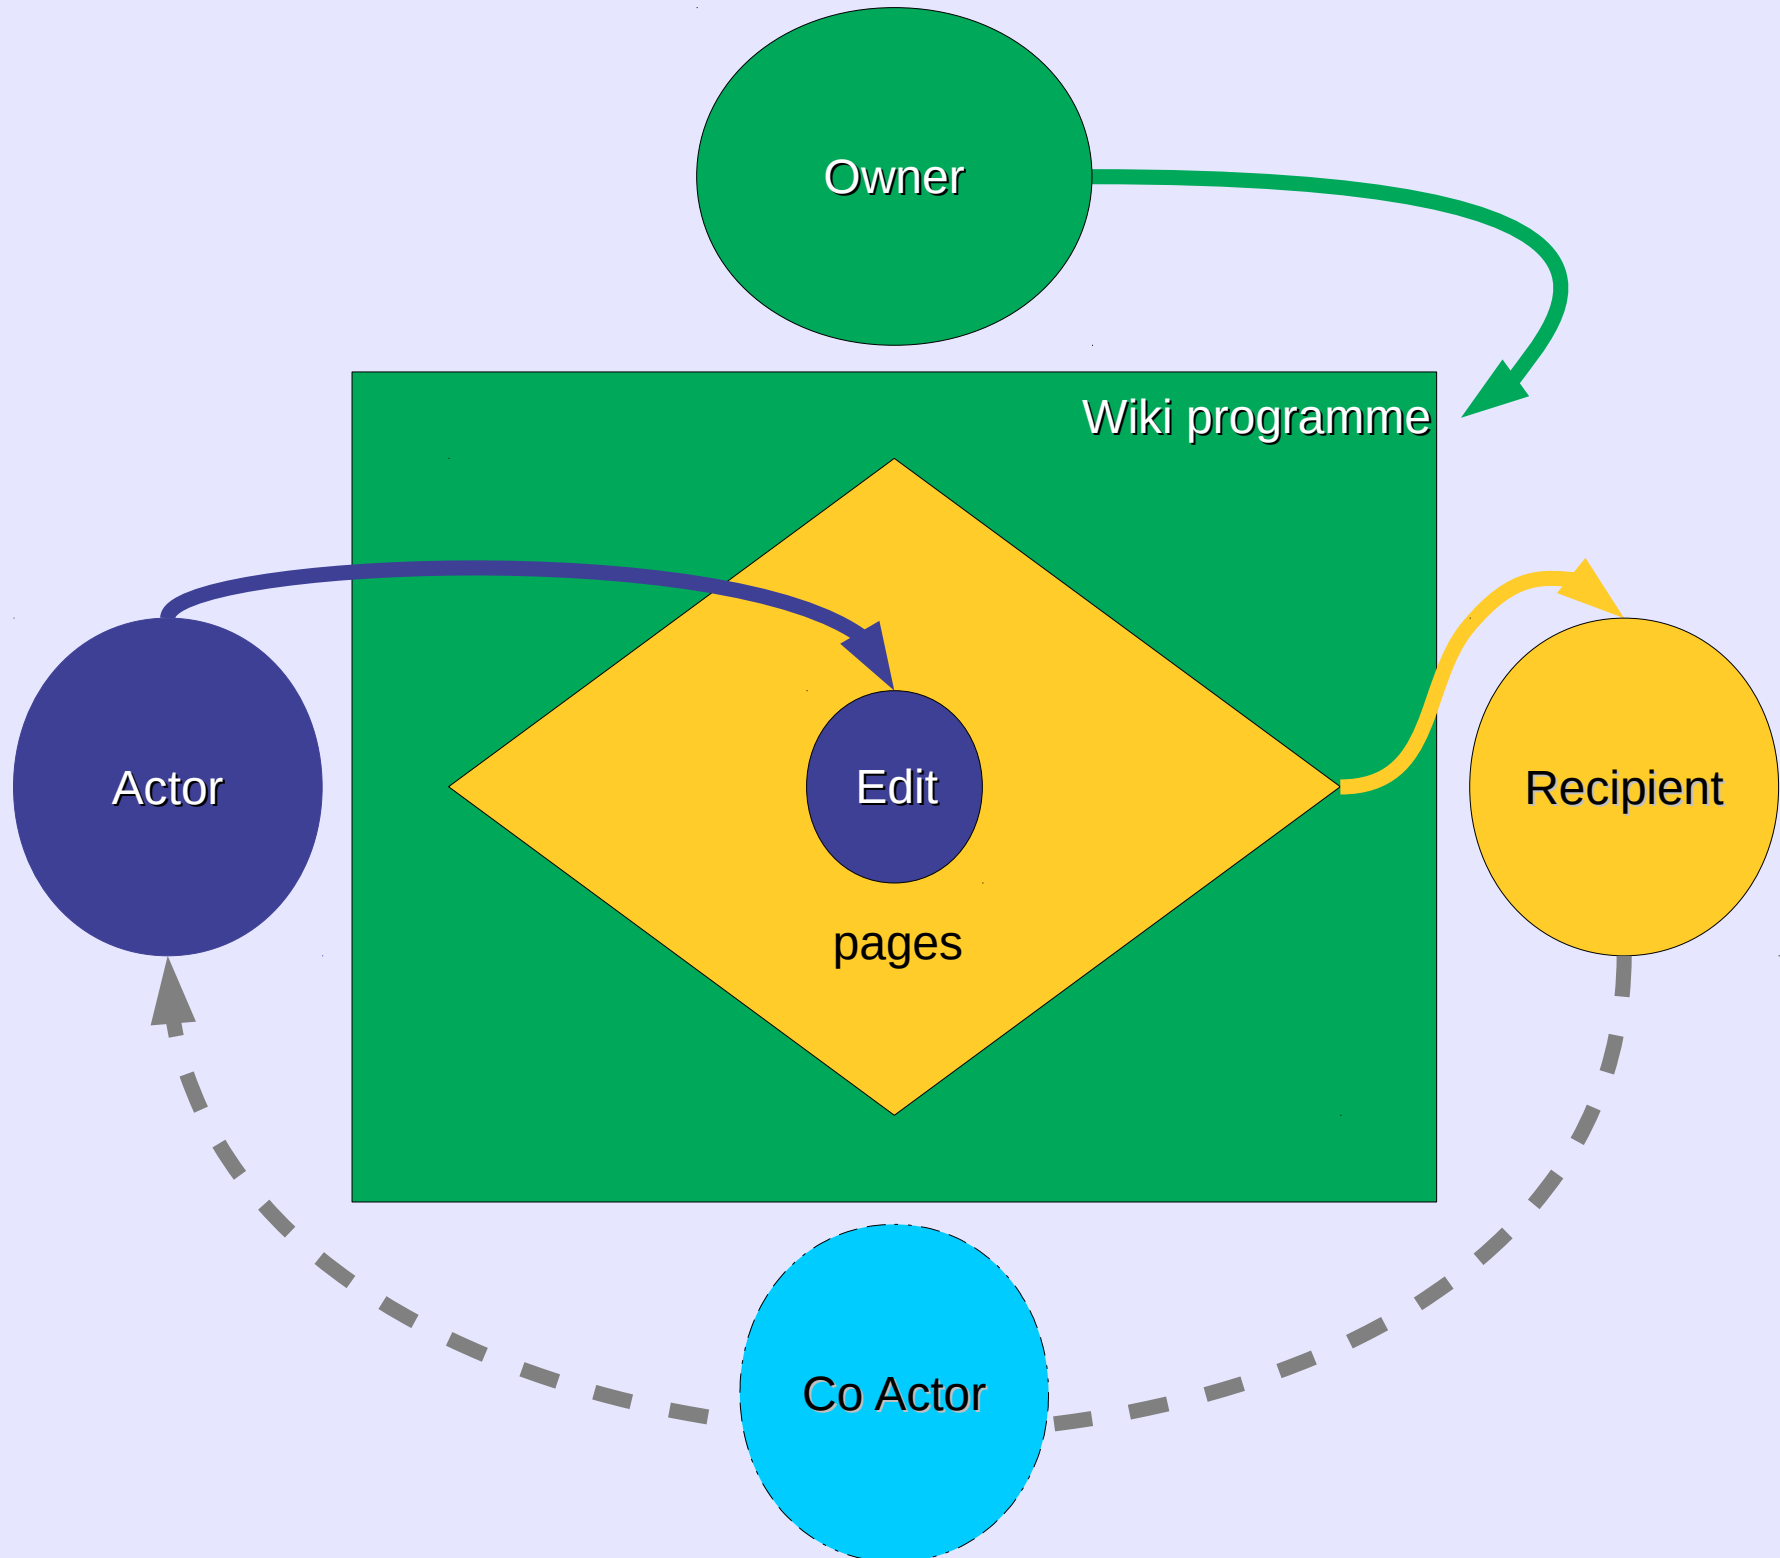 Owner
Wiki programme
Actor
Edit
Recipient
pages
Co Actor